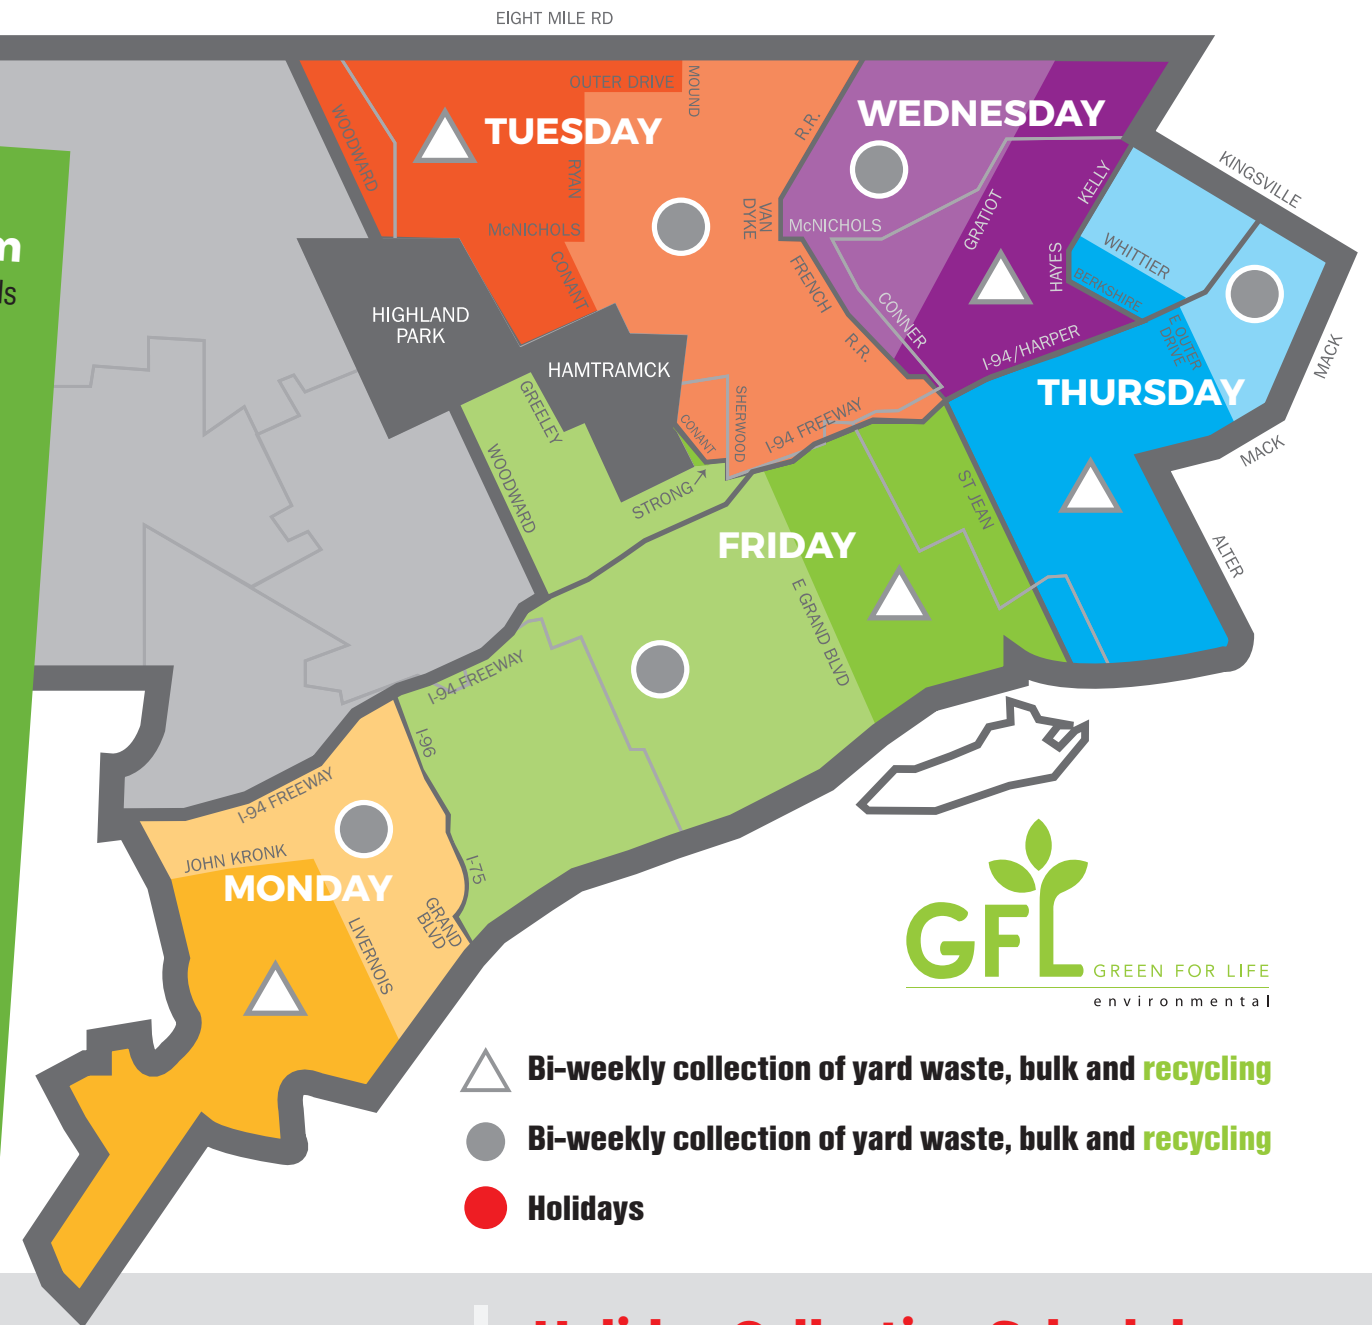 EIGHT MILE RD
OUTER DRIVE
MOUND
WOODWARD
TUESDAY
RYAN
McNICHOLS
CONANT
VAN
DYKE
R.R.
WEDNESDAY
McNICHOLS
GRATIOT
KELLY
KINGSVILLE
HAYES
WHITTIER
BERKSHIRE
FRENCH
R.R.
CONNER
I-94/HARPER
E OUTER
DRIVE
MACK
THURSDAY
MACK
HIGHLAND
PARK
HAMTRAMCK
GREELEY
CONANT
SHERWOOD
I-94 FREEWAY
WOODWARD
STRONG
ST JEAN
FRIDAY
ALTER
E GRAND BLVD
I-94 FREEWAY
I-96
I-94 FREEWAY
JOHN KRONK
I-75
MONDAY
GRAND
BLVD
LIVERNOIS
GFL
GREEN FOR LIFE
environmental
Bi-weekly collection of yard waste, bulk and recycling
Bi-weekly collection of yard waste, bulk and recycling
Holidays
Holiday Collection Schedule